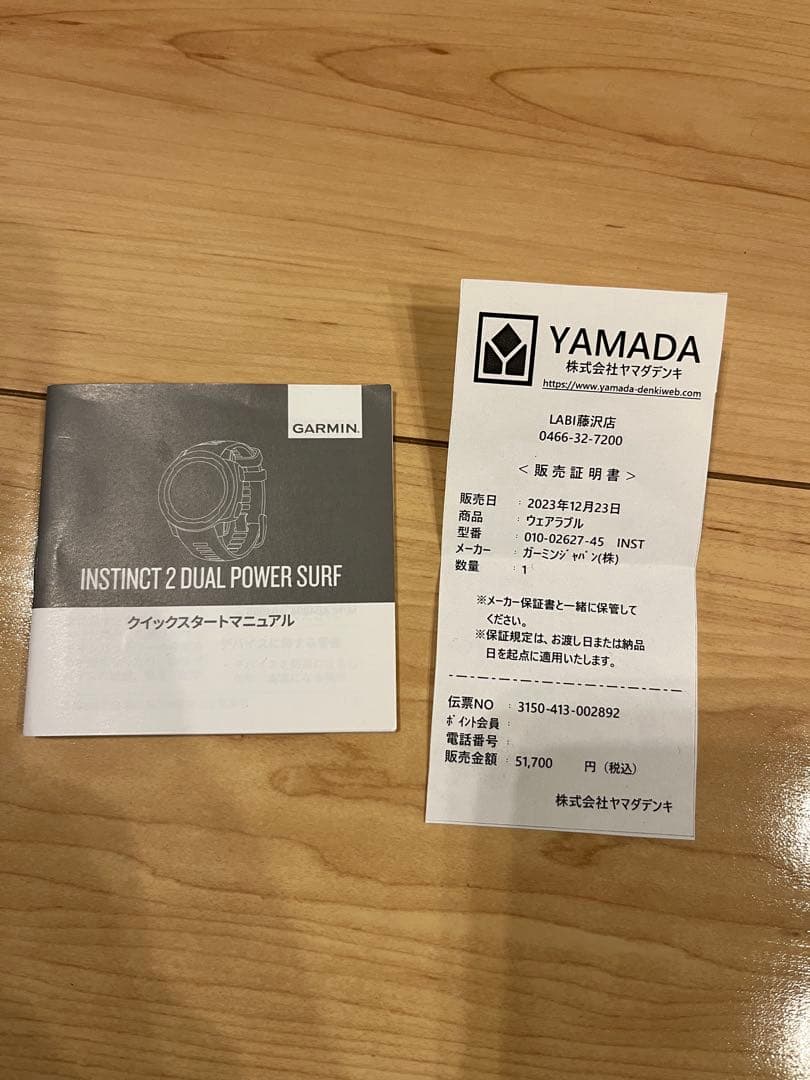 GARMIN.
INSTINCT 2 DUAL POWER SURF
クイックスタートマニュアル
YAMADA
株式会社ヤマダデンキ
https://www.yamada-denkiweb.com
LABI藤沢店
0466-32-7200
＜販売証明書＞
販売日 : 2023年12月23日
商品 : ウェアラブル
型番 : 010-02627-45 INST
メーカー : ガーミンジャパン(株)
数量 : 1
※メーカー保証書と一緒に保管して
ください。
※保証規定は、お渡し日または納品
日を起点に適用いたします。
伝票NO : 3150-413-002892
ポイント会員 :
電話番号 :
販売金額 : 51,700 円（税込）
株式会社ヤマダデンキ